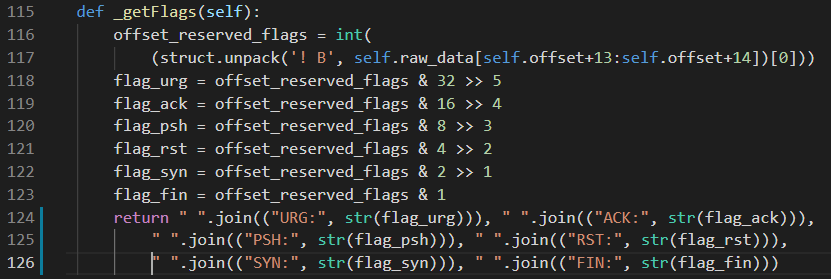 115 def _getFlags(self):
116 offset_reserved_flags = int(
117 (struct.unpack('! B', self.raw_data[self.offset+13:self.offset+14])[0]))
118 flag_urg = offset_reserved_flags & 32 >> 5
119 flag_ack = offset_reserved_flags & 16 >> 4
120 flag_psh = offset_reserved_flags & 8 >> 3
121 flag_rst = offset_reserved_flags & 4 >> 2
122 flag_syn = offset_reserved_flags & 2 >> 1
123 flag_fin = offset_reserved_flags & 1
124 return " ".join(("URG:", str(flag_urg))), " ".join(("ACK:", str(flag_ack))),
125 " ".join(("PSH:", str(flag_psh))), " ".join(("RST:", str(flag_rst))),
126 " ".join(("SYN:", str(flag_syn))), " ".join(("FIN:", str(flag_fin)))